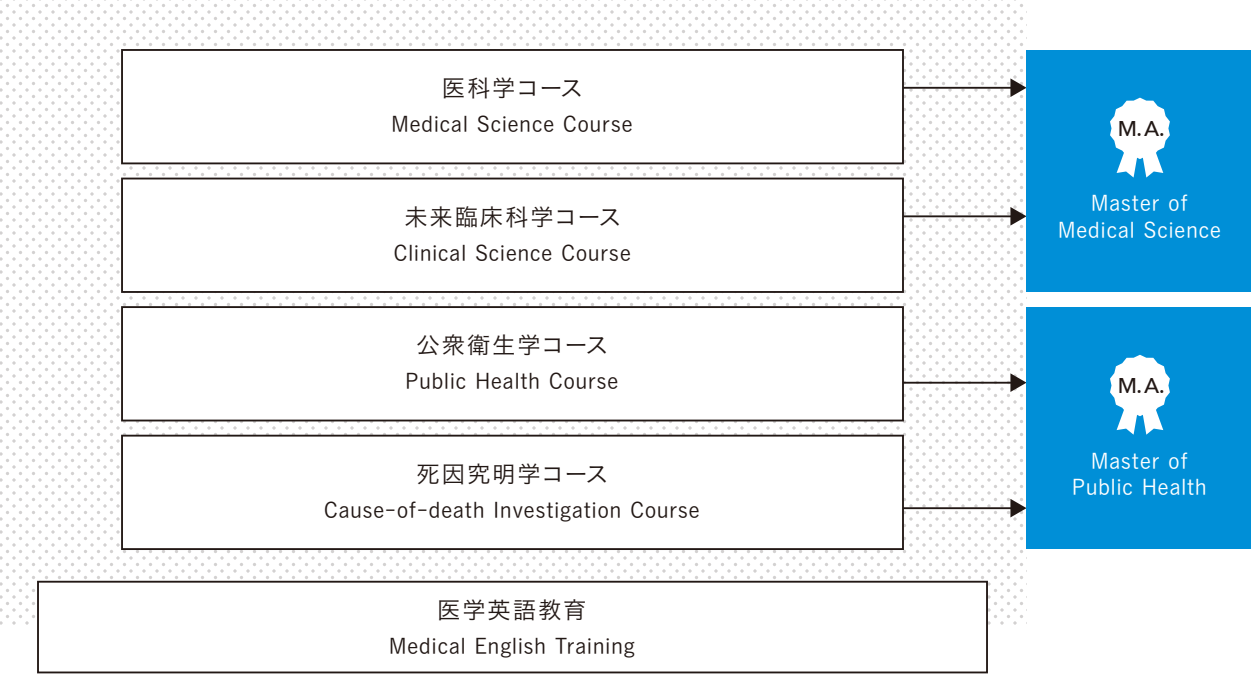 医科学コース
Medical Science Course
M.A.
Master of
Medical Science
未来臨床科学コース
Clinical Science Course
公衆衛生学コース
Public Health Course
M.A.
Master of
Public Health
死因究明学コース
Cause-of-death Investigation Course
医学英語教育
Medical English Training